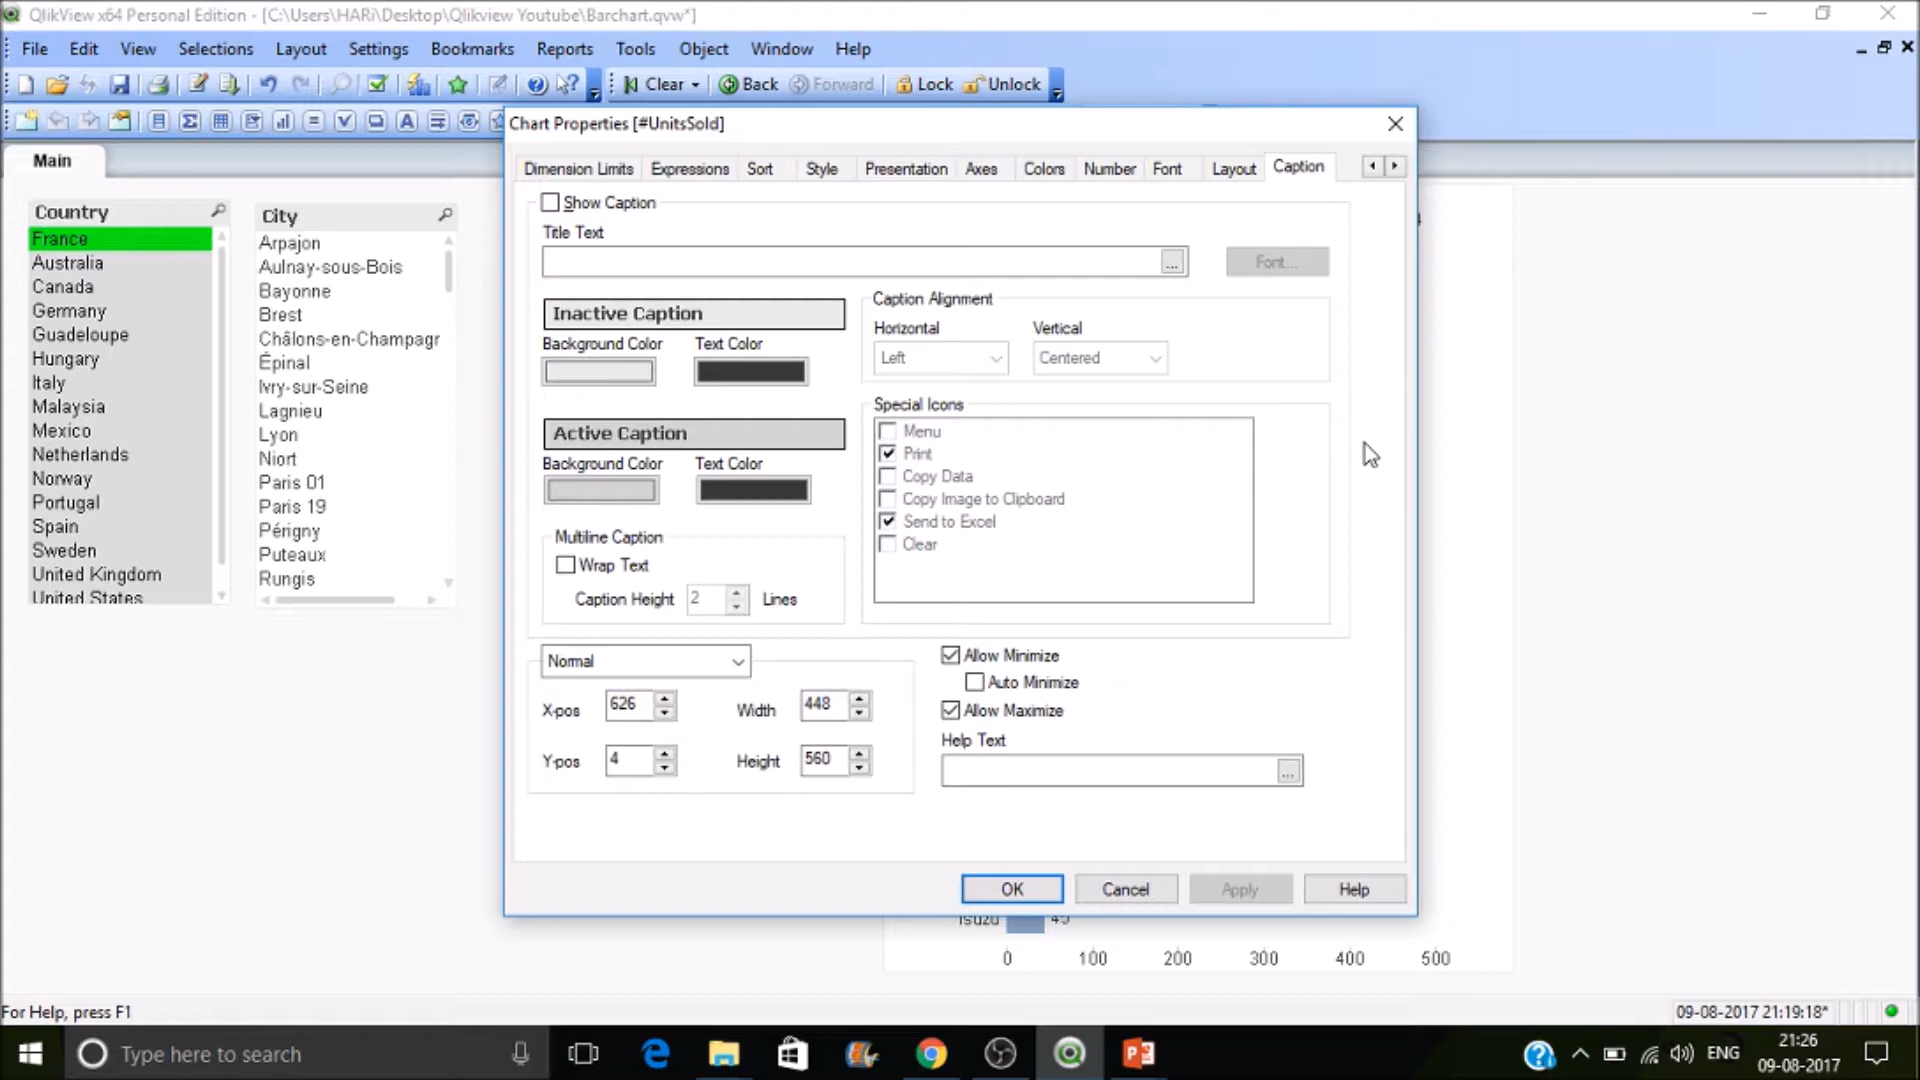 QlikView x64 Personal Edition - [C:\Users\HARi\Desktop\Qlikview Youtube\Barchart.qvw*]
File Edit View Selections Layout Settings Bookmarks Reports Tools Object Window Help
Clear Back Forward Lock Unlock
Main
Country
France
Australia
Canada
Germany
Guadeloupe
Hungary
Italy
Malaysia
Mexico
Netherlands
Norway
Portugal
Spain
Sweden
United Kingdom
United States
City
Arpajon
Aulnay-sous-Bois
Bayonne
Brest
Châlons-en-Champagr
Épinal
Ivry-sur-Seine
Lagnieu
Lyon
Niort
Paris 01
Paris 19
Périgny
Puteaux
Rungis
Chart Properties [#UnitsSold]
Dimension Limits Expressions Sort Style Presentation Axes Colors Number Font Layout Caption
Show Caption
Title Text
... Font...
Inactive Caption
Background Color Text Color
Active Caption
Background Color Text Color
Multiline Caption
Wrap Text
Caption Height 2 Lines
Caption Alignment
Horizontal Vertical
Left Centered
Special Icons
Menu
Print
Copy Data
Copy Image to Clipboard
Send to Excel
Clear
Normal
X-pos 626 Width 448
Y-pos 4 Height 560
Allow Minimize
Auto Minimize
Allow Maximize
Help Text
...
OK Cancel Apply Help
Isuzu 45
0 100 200 300 400 500
For Help, press F1
09-08-2017 21:19:18*
Type here to search
ENG
21:26
09-08-2017